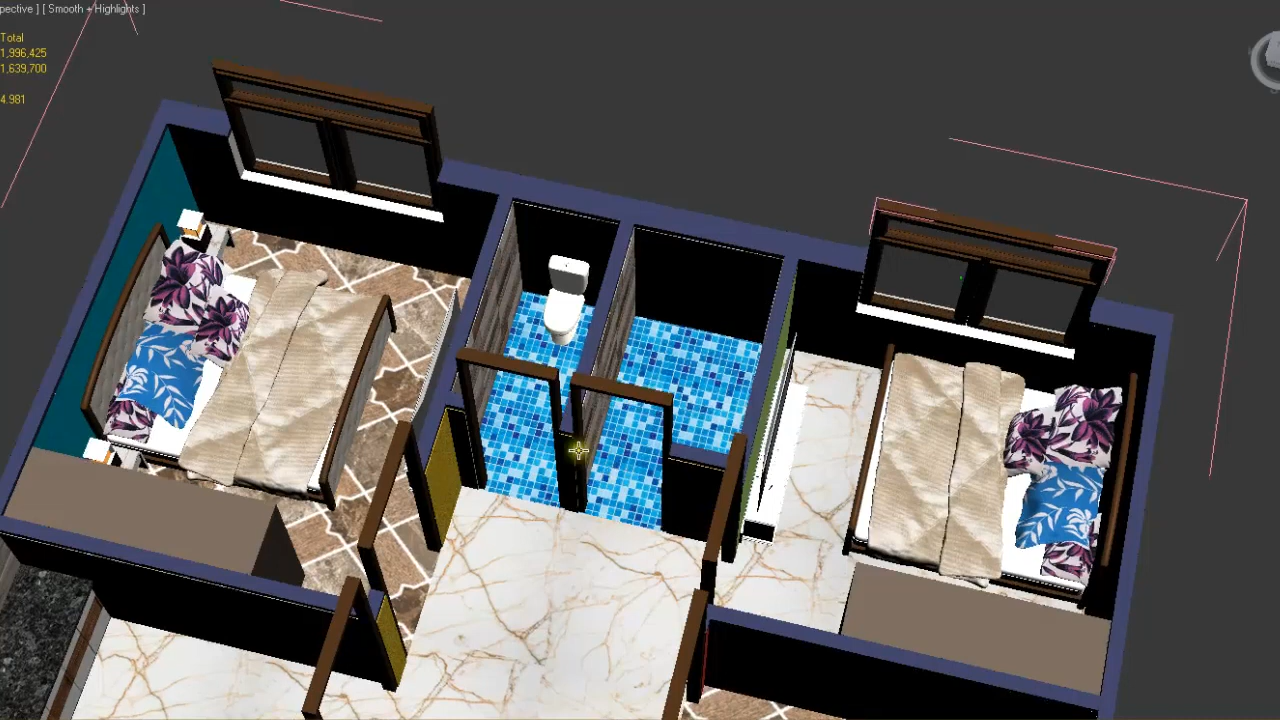 pective ] [ Smooth + Highlights ]
Total
1,996,425
1,639,700
4.981